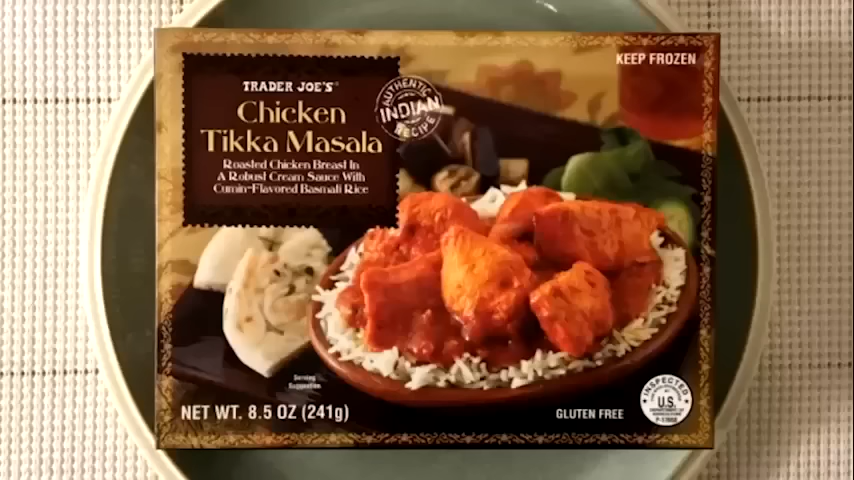 KEEP FROZEN
TRADER JOE'S
AUTHENTIC
INDIAN
RECIPE
Chicken
Tikka Masala
Roasted Chicken Breast In
A Robust Cream Sauce With
Cumin-Flavored Basmati Rice
Serving
Suggestion
NET WT. 8.5 OZ (241g)
GLUTEN FREE
INSPECTED
U.S.